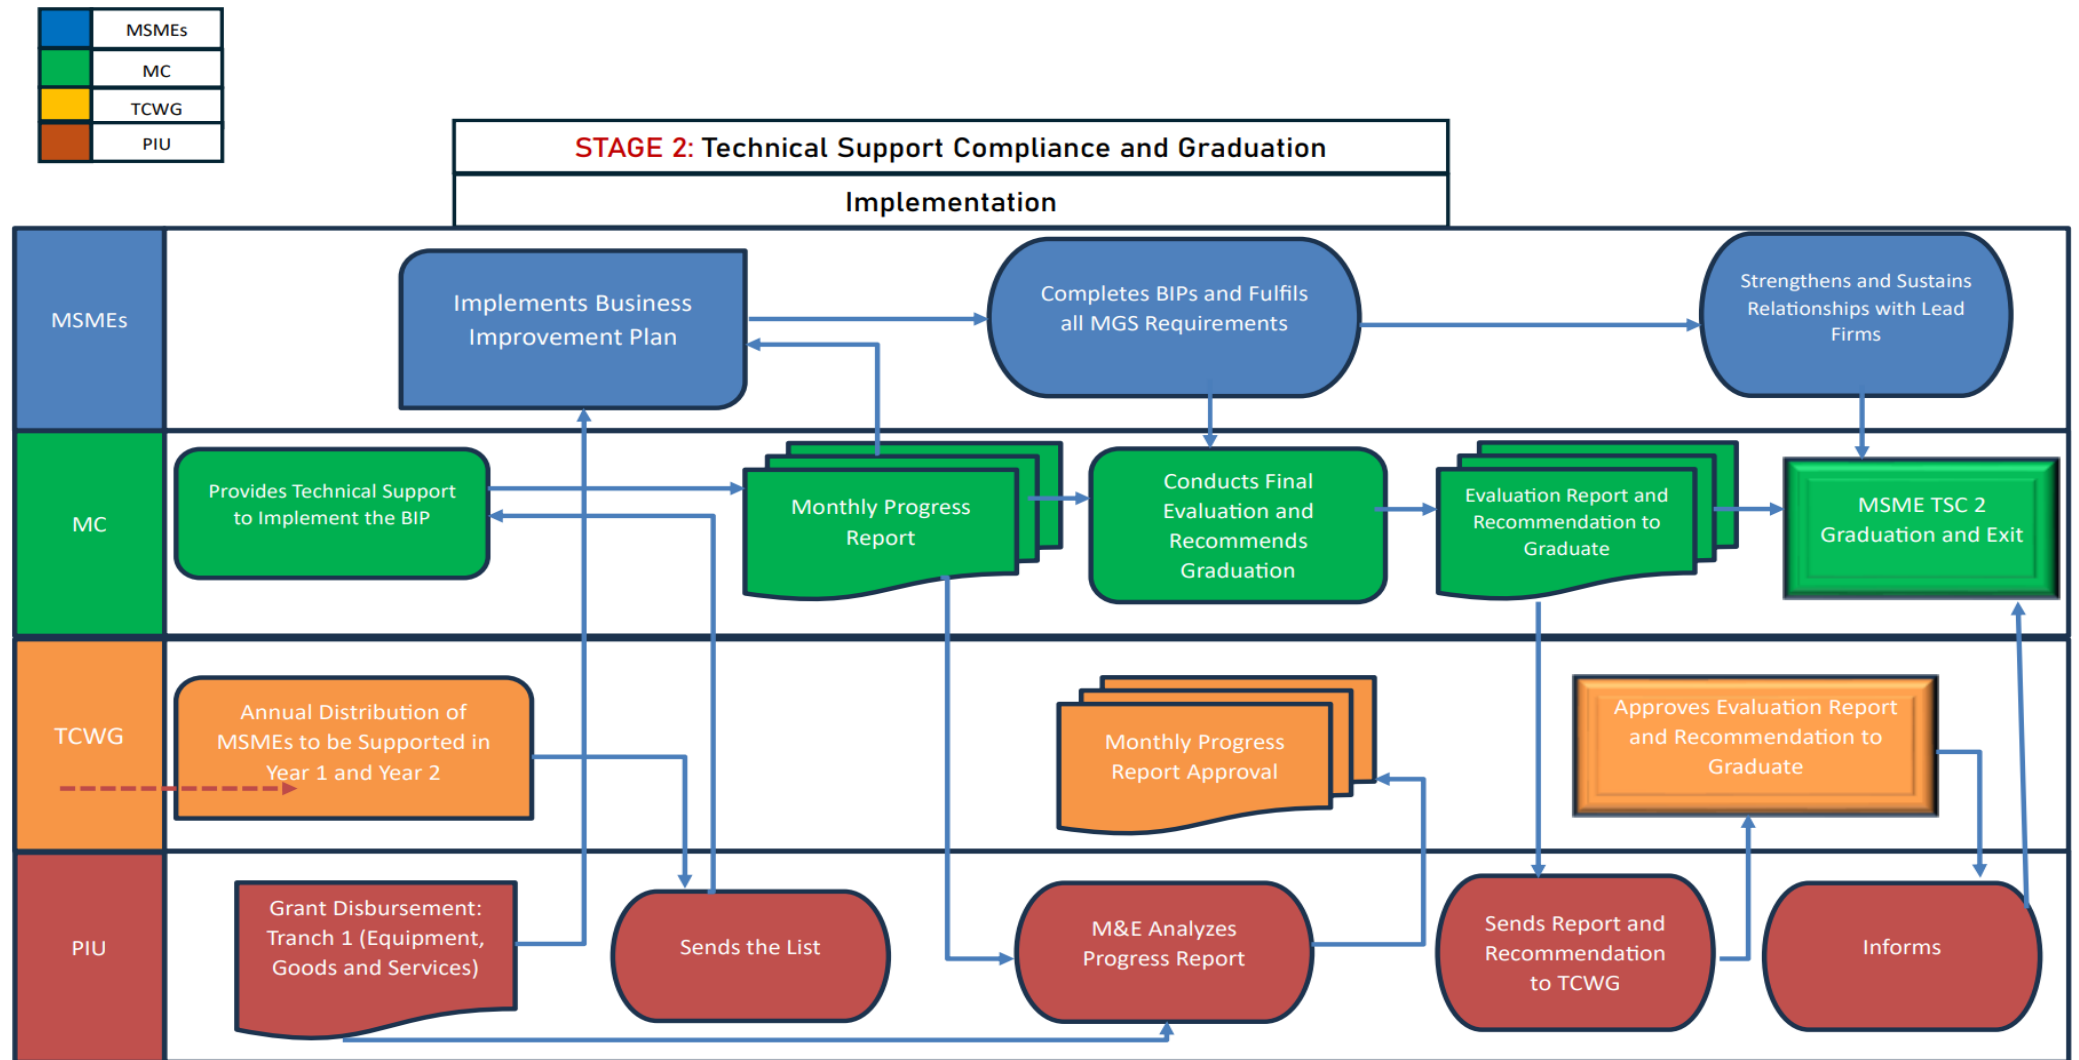 MSMEs
MC
TCWG
PIU
STAGE 2: Technical Support Compliance and Graduation
Implementation
MSMEs
Implements Business
Improvement Plan
Completes BIPs and Fulfils
all MGS Requirements
Strengthens and Sustains
Relationships with Lead
Firms
MC
Provides Technical Support
to Implement the BIP
Monthly Progress
Report
Conducts Final
Evaluation and
Recommends
Graduation
Evaluation Report and
Recommendation to
Graduate
MSME TSC 2
Graduation and Exit
TCWG
Annual Distribution of
MSMEs to be Supported in
Year 1 and Year 2
Monthly Progress
Report Approval
Approves Evaluation Report
and Recommendation to
Graduate
PIU
Grant Disbursement:
Tranch 1 (Equipment,
Goods and Services)
Sends the List
M&E Analyzes
Progress Report
Sends Report and
Recommendation
to TCWG
Informs